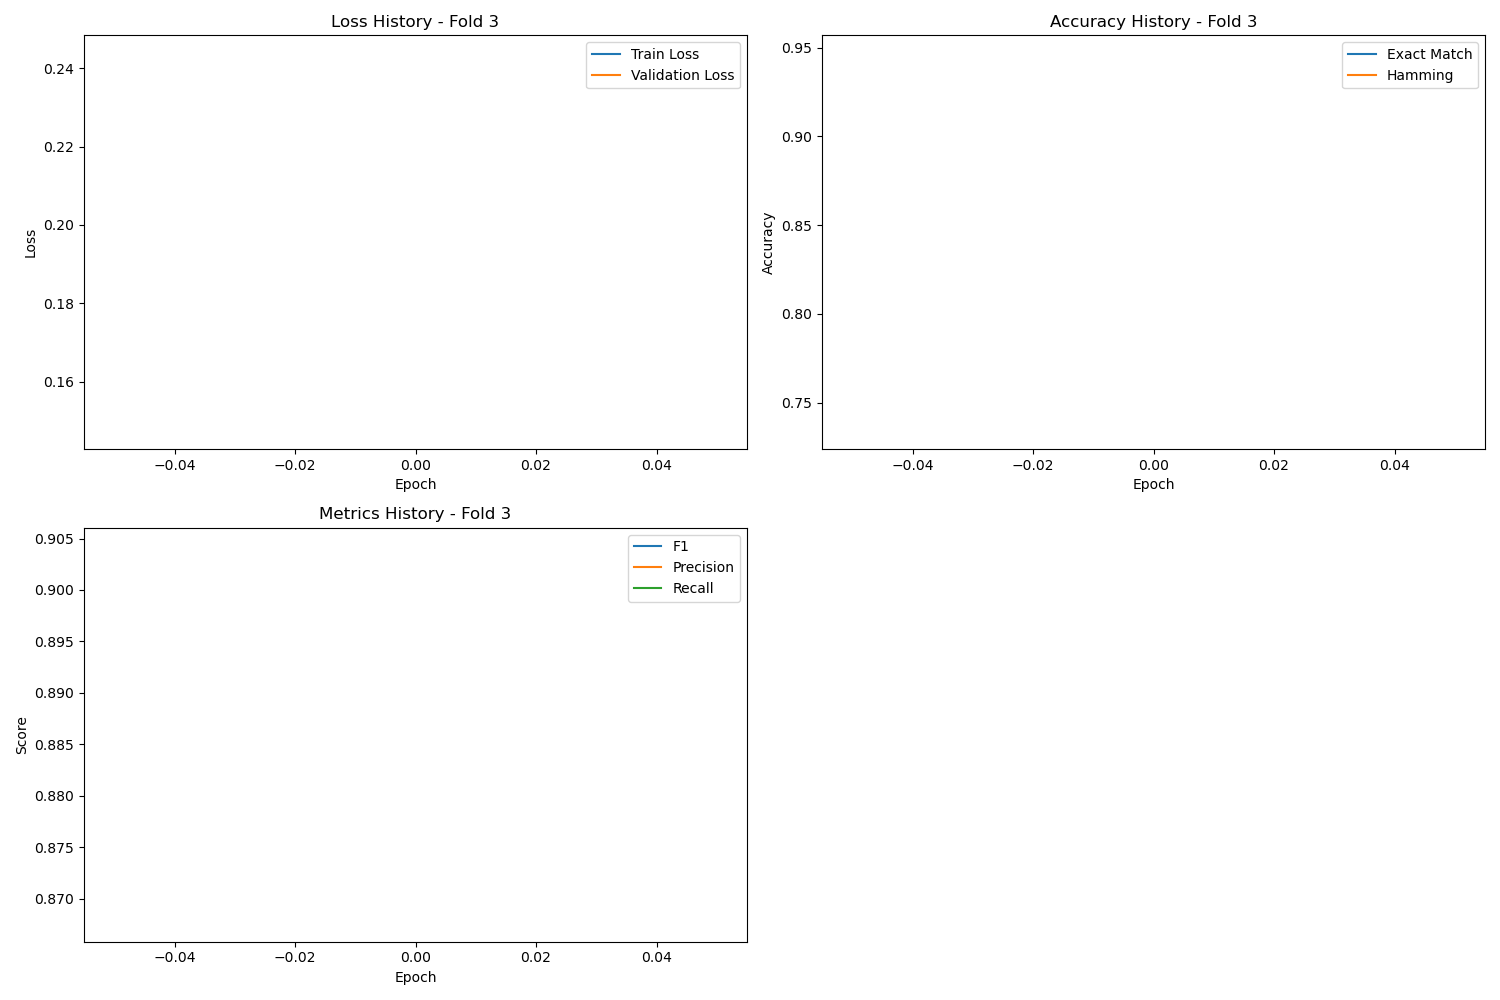 Loss History - Fold 3
Train Loss
Validation Loss
0.24
0.22
0.20
0.18
0.16
Loss
−0.04 −0.02 0.00 0.02 0.04
Epoch
Accuracy History - Fold 3
Exact Match
Hamming
0.95
0.90
0.85
0.80
0.75
Accuracy
−0.04 −0.02 0.00 0.02 0.04
Epoch
Metrics History - Fold 3
F1
Precision
Recall
0.905
0.900
0.895
0.890
0.885
0.880
0.875
0.870
Score
−0.04 −0.02 0.00 0.02 0.04
Epoch